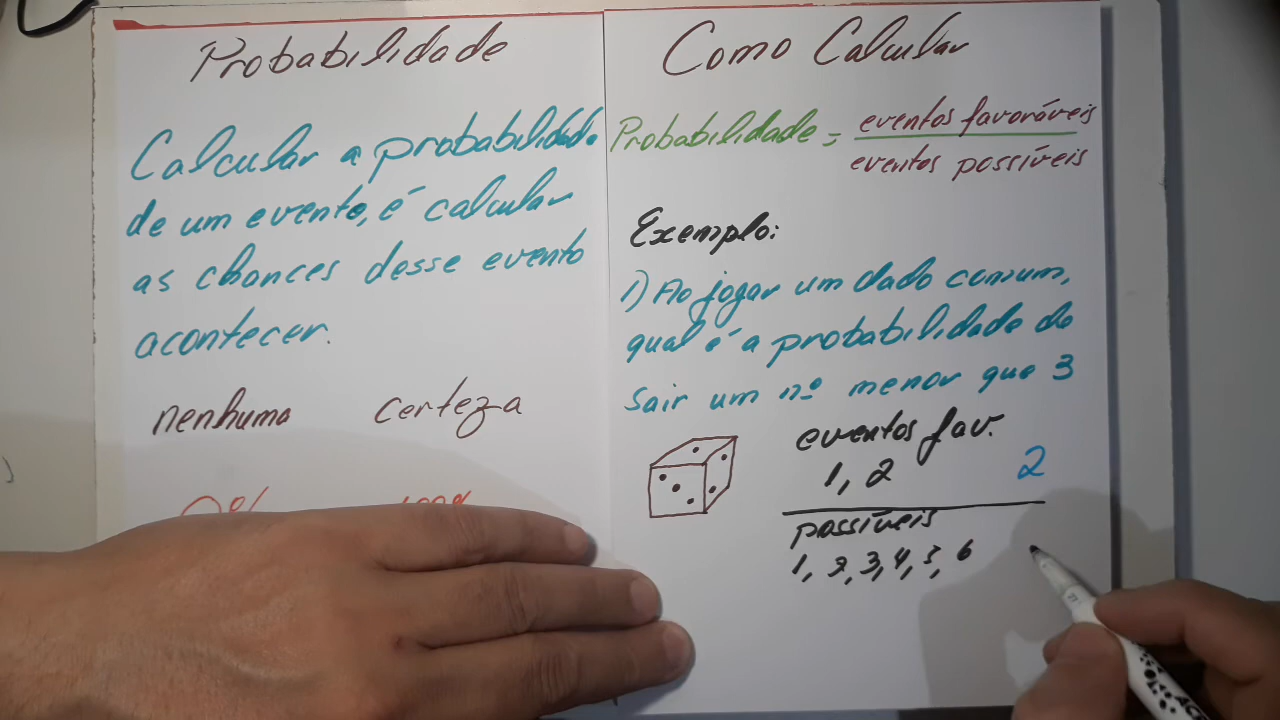 Probabilidade
Calcular a probabilidade
de um evento, é calcular
as chances desse evento
acontecer.
nenhuma certeza
0% 100%
Como Calcular
Probabilidade = eventos favoráveis
eventos possíveis
Exemplo:
1) Ao jogar um dado comum,
qual é a probabilidade de
Sair um nº menor que 3
eventos fav.
1, 2 2
possíveis
1, 2, 3, 4, 5, 6